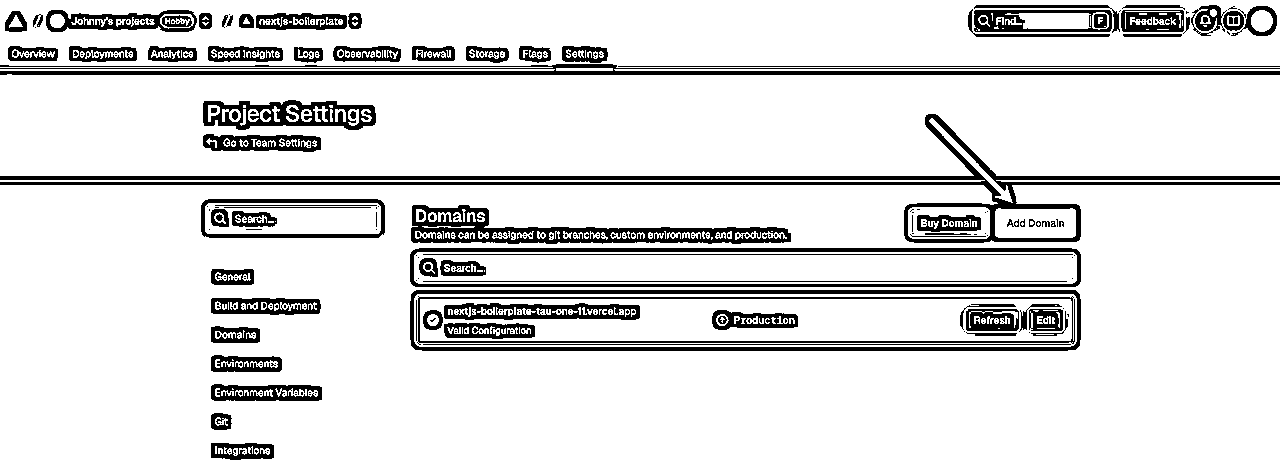 Johnny's projects Hobby nextjs-boilerplate Find... F Feedback
Overview Deployments Analytics Speed Insights Logs Observability Firewall Storage Flags Settings
Project Settings
Go to Team Settings
Search...
General
Build and Deployment
Domains
Environments
Environment Variables
Git
Integrations
Domains
Domains can be assigned to git branches, custom environments, and production.
Buy Domain Add Domain
Search...
nextjs-boilerplate-tau-one-11.vercel.app
Valid Configuration
Production
Refresh Edit